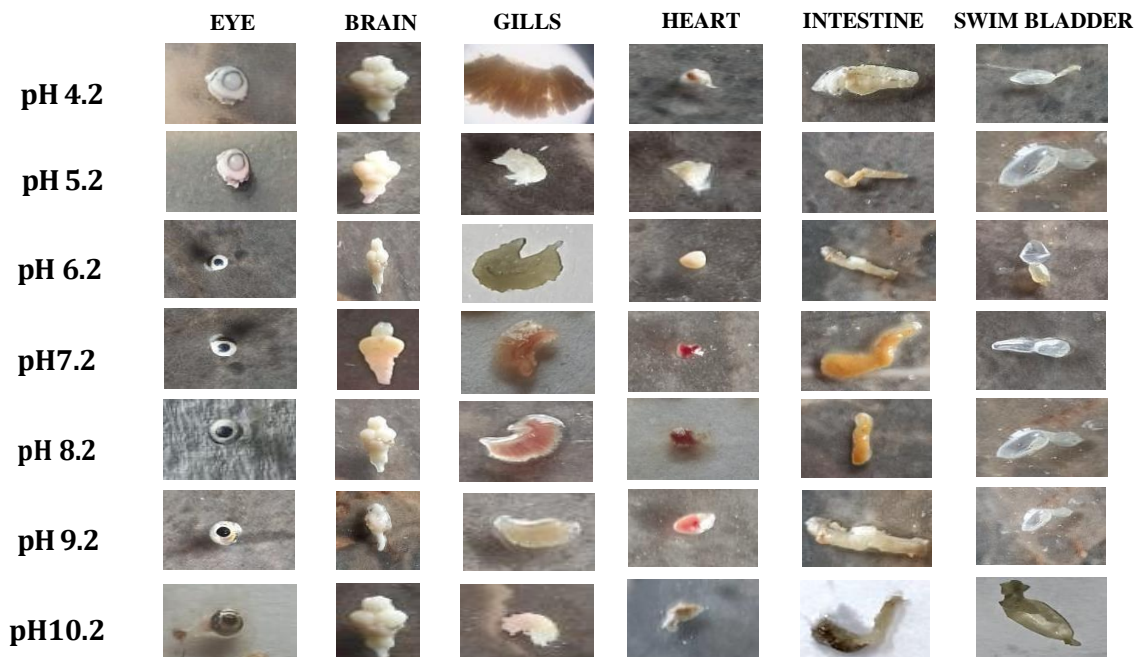 EYE BRAIN GILLS HEART INTESTINE SWIM BLADDER
pH 4.2
pH 5.2
pH 6.2
pH7.2
pH 8.2
pH 9.2
pH10.2